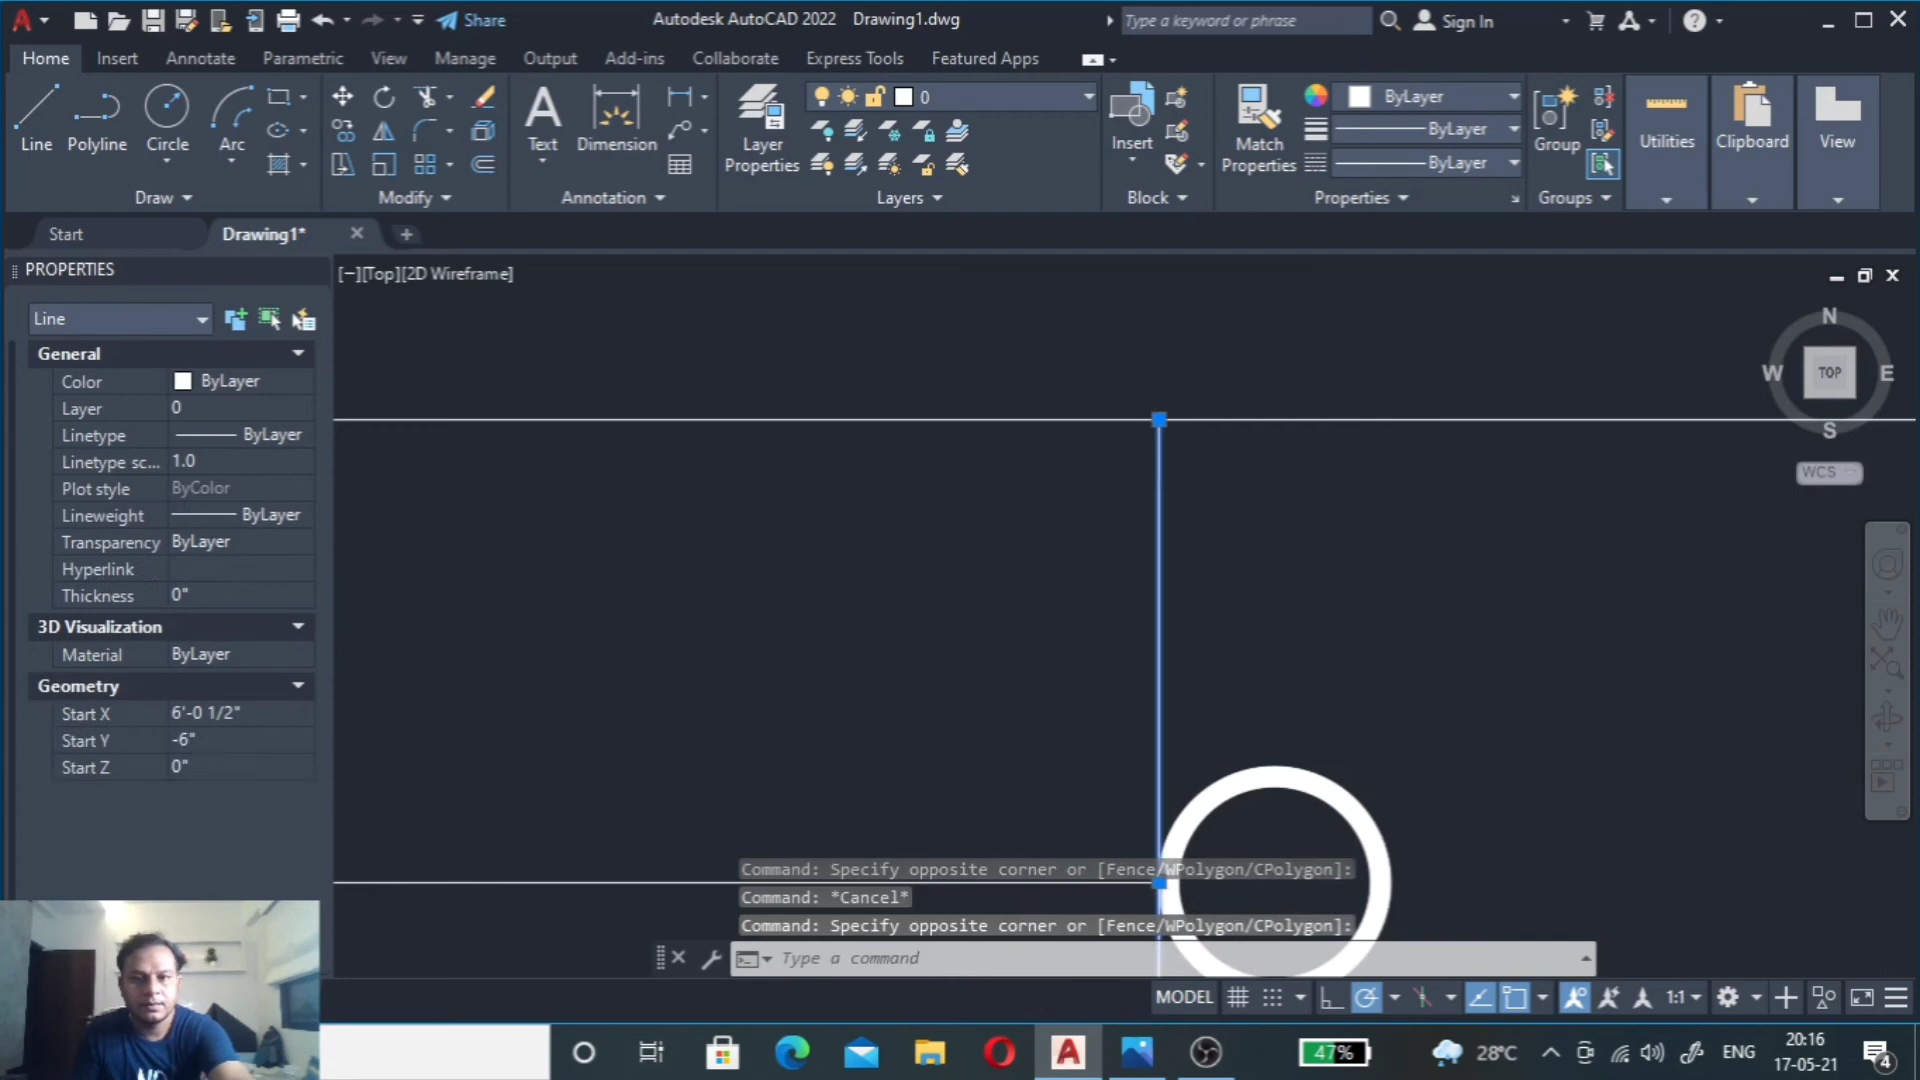 Share
Autodesk AutoCAD 2022 Drawing1.dwg
Type a keyword or phrase
Sign In
Home Insert Annotate Parametric View Manage Output Add-ins Collaborate Express Tools Featured Apps
Line Polyline Circle Arc
Text Dimension
Layer Properties
0
Insert
Match Properties
ByLayer
ByLayer
ByLayer
Group
Utilities Clipboard View
Draw Modify Annotation Layers Block Properties Groups
Start Drawing1*
PROPERTIES
[−][Top][2D Wireframe]
Line
General
Color ByLayer
Layer 0
Linetype ByLayer
Linetype sc... 1.0
Plot style ByColor
Lineweight ByLayer
Transparency ByLayer
Hyperlink
Thickness 0"
3D Visualization
Material ByLayer
Geometry
Start X 6'-0 1/2"
Start Y -6"
Start Z 0"
N
W TOP E
S
WCS
Command: Specify opposite corner or [Fence/WPolygon/CPolygon]:
Command: *Cancel*
Command: Specify opposite corner or [Fence/WPolygon/CPolygon]:
Type a command
MODEL 1:1
47% 28°C ENG 20:16
17-05-21
4